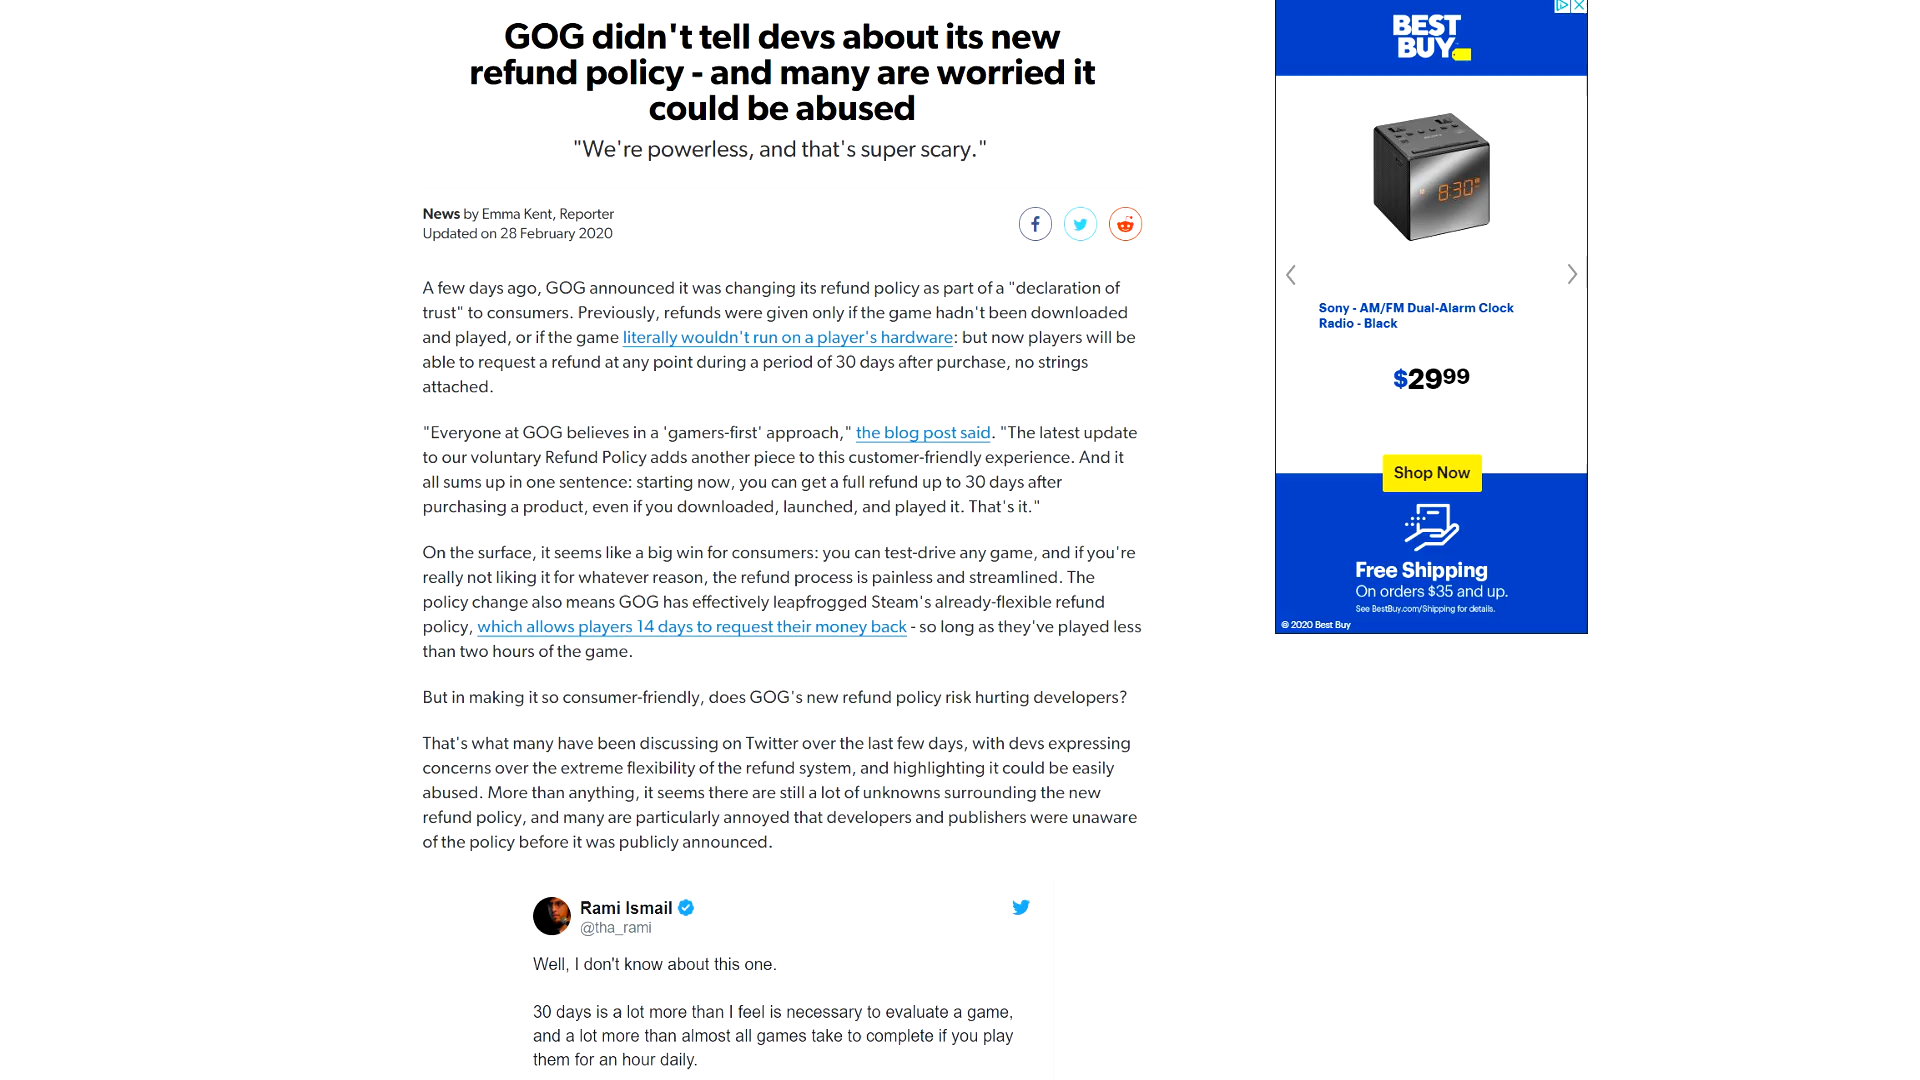 GOG didn't tell devs about its new
refund policy - and many are worried it
could be abused
"We're powerless, and that's super scary."
News by Emma Kent, Reporter
Updated on 28 February 2020
A few days ago, GOG announced it was changing its refund policy as part of a "declaration of
trust" to consumers. Previously, refunds were given only if the game hadn't been downloaded
and played, or if the game literally wouldn't run on a player's hardware: but now players will be
able to request a refund at any point during a period of 30 days after purchase, no strings
attached.
"Everyone at GOG believes in a 'gamers-first' approach," the blog post said. "The latest update
to our voluntary Refund Policy adds another piece to this customer-friendly experience. And it
all sums up in one sentence: starting now, you can get a full refund up to 30 days after
purchasing a product, even if you downloaded, launched, and played it. That's it."
On the surface, it seems like a big win for consumers: you can test-drive any game, and if you're
really not liking it for whatever reason, the refund process is painless and streamlined. The
policy change also means GOG has effectively leapfrogged Steam's already-flexible refund
policy, which allows players 14 days to request their money back - so long as they've played less
than two hours of the game.
But in making it so consumer-friendly, does GOG's new refund policy risk hurting developers?
That's what many have been discussing on Twitter over the last few days, with devs expressing
concerns over the extreme flexibility of the refund system, and highlighting it could be easily
abused. More than anything, it seems there are still a lot of unknowns surrounding the new
refund policy, and many are particularly annoyed that developers and publishers were unaware
of the policy before it was publicly announced.
Rami Ismail
@tha_rami
Well, I don't know about this one.
30 days is a lot more than I feel is necessary to evaluate a game,
and a lot more than almost all games take to complete if you play
them for an hour daily.
BEST
BUY
8:30
Sony - AM/FM Dual-Alarm Clock
Radio - Black
$2999
Shop Now
Free Shipping
On orders $35 and up.
See BestBuy.com/Shipping for details.
© 2020 Best Buy